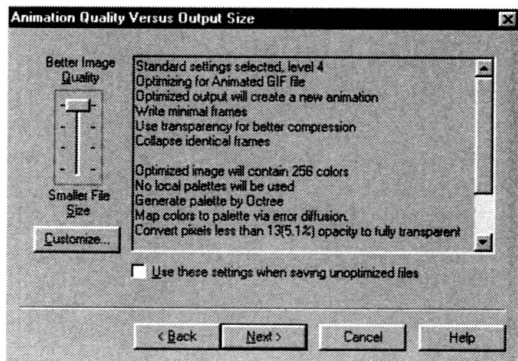 Animation Quality Versus Output Size
Better Image
Quality
Smaller File
Size
Customize...
Standard settings selected, level 4
Optimizing for Animated GIF file
Optimized output will create a new animation
Write minimal frames
Use transparency for better compression
Collapse identical frames
Optimized image will contain 256 colors
No local palettes will be used
Generate palette by Octree
Map colors to palette via error diffusion.
Convert pixels less than 13(5.1%) opacity to fully transparent
Use these settings when saving unoptimized files
< Back
Next >
Cancel
Help